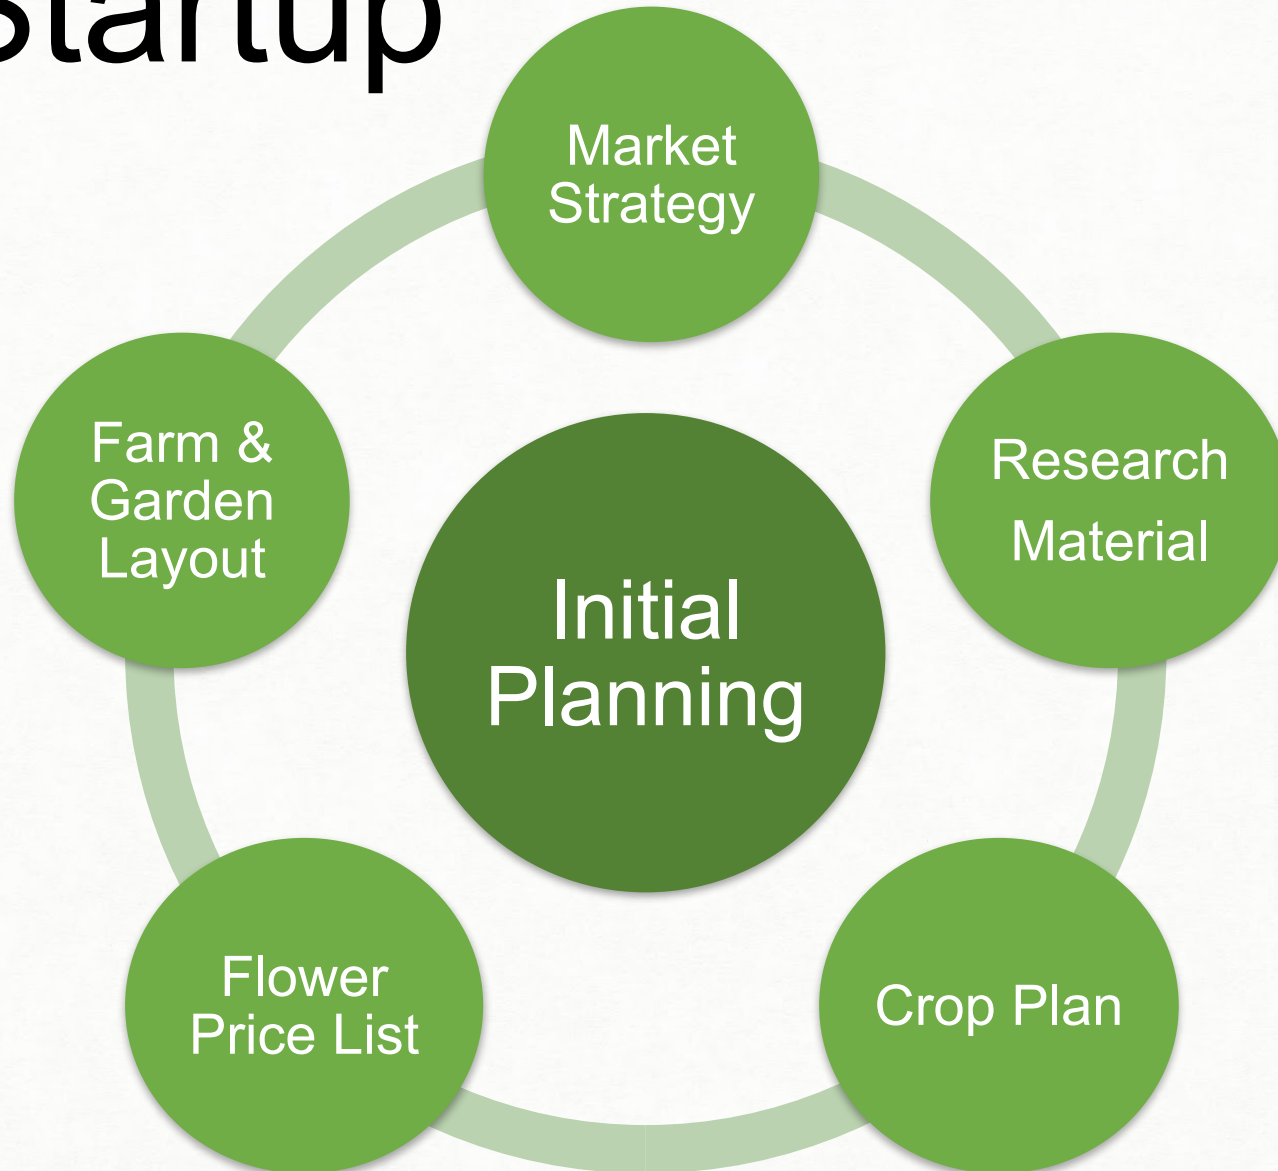 Startup
Market
Strategy
Research
Material
Crop Plan
Flower
Price List
Farm &
Garden
Layout
Initial
Planning